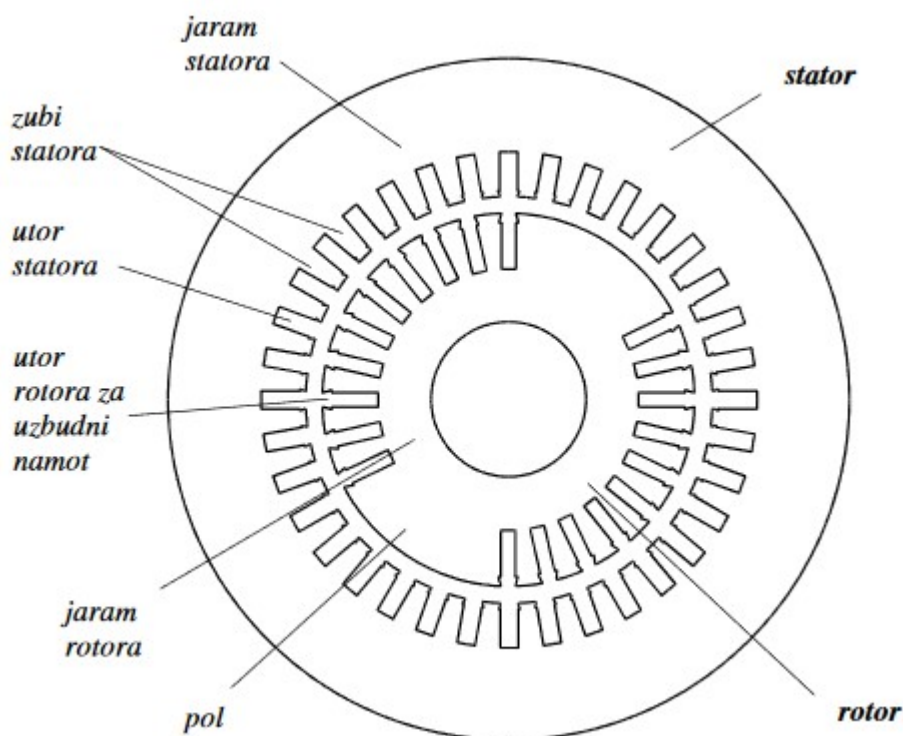 jaram
statora
stator
zubi
statora
utor
statora
utor
rotora za
uzbudni
namot
jaram
rotora
pol
rotor